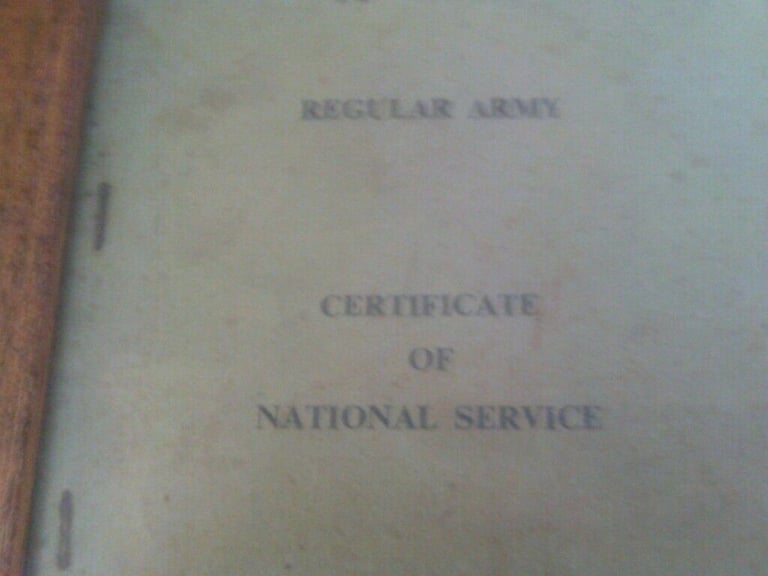 REGULAR ARMY
CERTIFICATE
OF
NATIONAL SERVICE